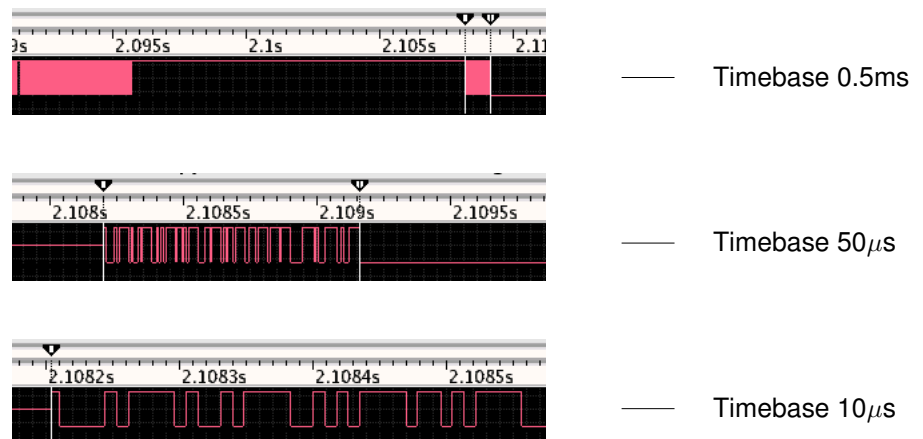 9s 2.095s 2.1s 2.105s 2.11
Timebase 0.5ms
2.108s 2.1085s 2.109s 2.1095s
Timebase 50μs
2.1082s 2.1083s 2.1084s 2.1085s
Timebase 10μs